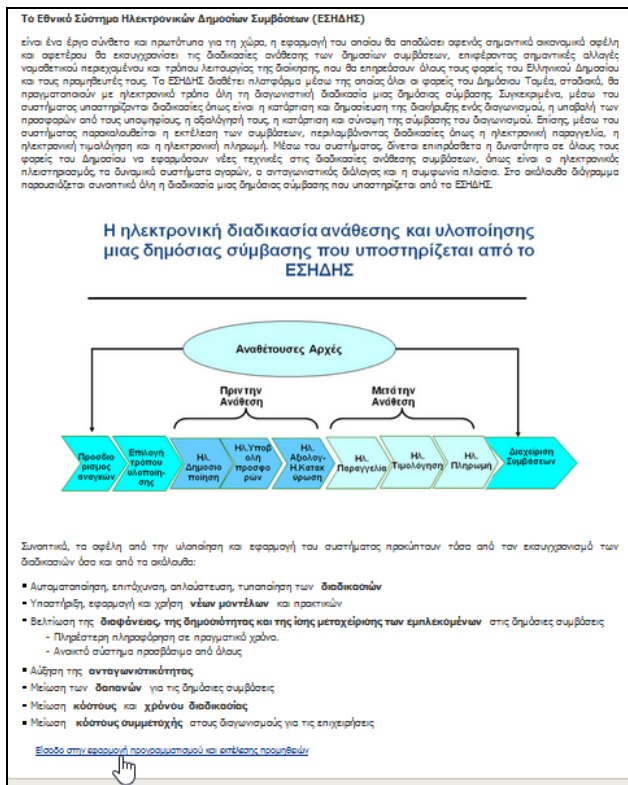 Το Εθνικό Σύστημα Ηλεκτρονικών Δημοσίων Συμβάσεων (ΕΣΗΔΗΣ)
είναι ένα έργο σύνθετο και πρωτότυπο για τη χώρα, η εφαρμογή του οποίου θα αποδώσει αφενός σημαντικά οικονομικά οφέλη
και αφετέρου θα εκσυγχρονίσει τις διαδικασίες ανάθεσης των δημοσίων συμβάσεων, επιφέροντας σημαντικές αλλαγές
νομοθετικού περιεχομένου και τρόπου λειτουργίας της διοίκησης, που θα επηρεάσουν όλους τους φορείς του Ελληνικού Δημοσίου
και τους προμηθευτές τους. Το ΕΣΗΔΗΣ διαθέτει πλατφόρμα μέσω της οποίας όλοι οι φορείς του Δημόσιου Τομέα, σταδιακά, θα
πραγματοποιούν με ηλεκτρονικό τρόπο όλη τη διαγωνιστική διαδικασία μιας δημόσιας σύμβασης. Συγκεκριμένα, μέσω του
συστήματος υποστηρίζονται διαδικασίες όπως είναι η κατάρτιση και δημοσίευση της διακήρυξης ενός διαγωνισμού, η υποβολή των
προσφορών από τους υποψηφίους, η αξιολόγησή τους, η κατάρτιση και σύναψη της σύμβασης του διαγωνισμού. Επίσης, μέσω του
συστήματος παρακολουθείται η εκτέλεση των συμβάσεων, περιλαμβάνοντας διαδικασίες όπως η ηλεκτρονική παραγγελία, η
ηλεκτρονική τιμολόγηση και η ηλεκτρονική πληρωμή. Μέσω του συστήματος, δίνεται επιπρόσθετα η δυνατότητα σε όλους τους
φορείς του Δημοσίου να εφαρμόσουν νέες τεχνικές στις διαδικασίες ανάθεσης συμβάσεων, όπως είναι ο ηλεκτρονικός
πλειστηριασμός, τα δυναμικά συστήματα αγορών, ο ανταγωνιστικός διάλογος και η συμφωνία πλαίσιο. Στο ακόλουθο διάγραμμα
παρουσιάζεται συνοπτικά όλη η διαδικασία μιας δημόσιας σύμβασης που υποστηρίζεται από το ΕΣΗΔΗΣ.
Η ηλεκτρονική διαδικασία ανάθεσης και υλοποίησης
μιας δημόσιας σύμβασης που υποστηρίζεται από το
ΕΣΗΔΗΣ
Αναθέτουσες Αρχές
Πριν την
Ανάθεση
Μετά την
Ανάθεση
Προσδιο
ρισμος
αναγκών
Επιλογή
τρόπου
υλοποίη-
σης
Ηλ.
Δημοσιο
ποίηση
Ηλ.Υποβ
ολή
προσφο
ρών
Ηλ.
Αξιολογ-
Η.Κατακ
ύρωση
Ηλ.
Παραγγελία
Ηλ.
Τιμολογηση
Ηλ.
Πληρωμή
Διαχείριση
Συμβάσεων
Συνοπτικά, τα οφέλη από την υλοποίηση και εφαρμογή του συστήματος προκύπτουν τόσο από τον εκσυγχρονισμό των
διαδικασιών όσο και από τα ακόλουθα:
▪ Αυτοματοποίηση, επιτάχυνση, απλούστευση, τυποποίηση των διαδικασιών
▪ Υποστήριξη, εφαρμογή και χρήση νέων μοντέλων και πρακτικών
▪ Βελτίωση της διαφάνειας, της δημοσιότητας και της ίσης μεταχείρισης των εμπλεκομένων στις δημόσιες συμβάσεις
- Πληρέστερη πληροφόρηση σε πραγματικό χρόνο.
- Ανοικτό σύστημα προσβάσιμο από όλους
▪ Αύξηση της ανταγωνιστικότητας
▪ Μείωση των δαπανών για τις δημόσιες συμβάσεις
▪ Μείωση κόστους και χρόνου διαδικασίας
▪ Μείωση κόστους συμμετοχής στους διαγωνισμούς για τις επιχειρήσεις
Είσοδο στην εφαρμογή προγραμματισμού και εκτέλεσης προμηθειών